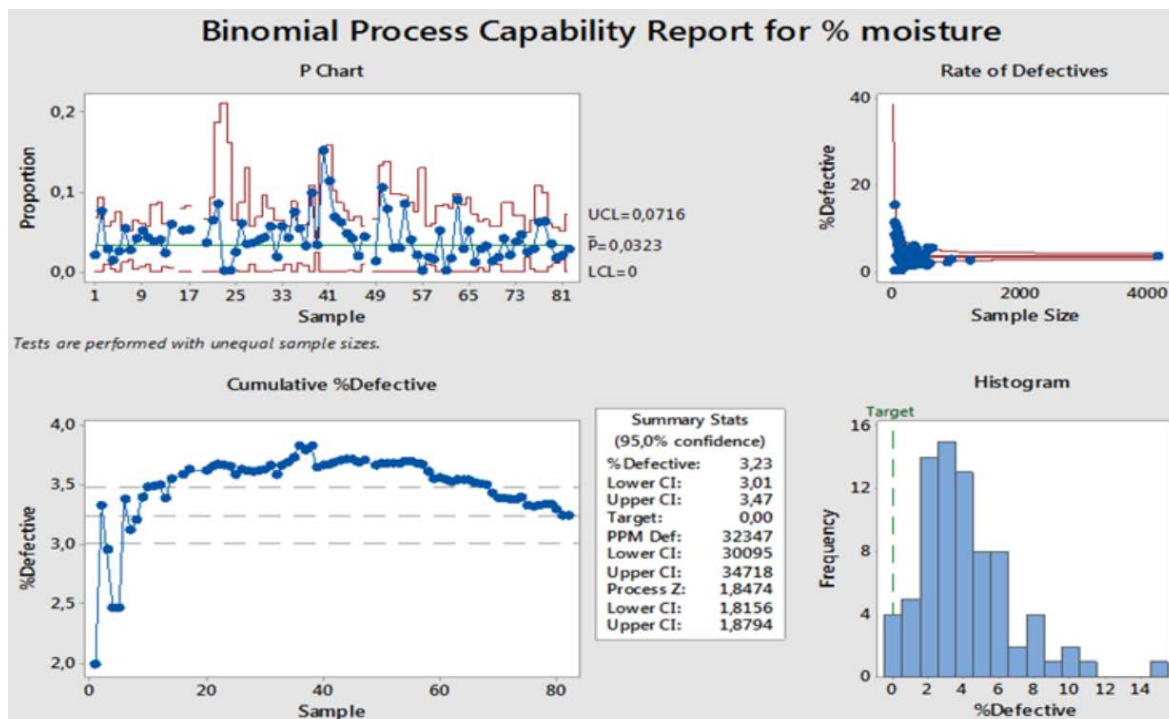 Binomial Process Capability Report for % moisture
P Chart
0,2
0,1
0,0
Proportion
1 9 17 25 33 41 49 57 65 73 81
Sample
UCL=0,0716
P̄=0,0323
LCL=0
Tests are performed with unequal sample sizes.
Rate of Defectives
40
20
0
%Defective
0 2000 4000
Sample Size
Cumulative %Defective
4,0
3,5
3,0
2,5
2,0
%Defective
0 20 40 60 80
Sample
Summary Stats
(95,0% confidence)
%Defective: 3,23
Lower CI: 3,01
Upper CI: 3,47
Target: 0,00
PPM Def: 32347
Lower CI: 30095
Upper CI: 34718
Process Z: 1,8474
Lower CI: 1,8156
Upper CI: 1,8794
Histogram
Target
16
12
8
4
0
Frequency
0 2 4 6 8 10 12 14
%Defective